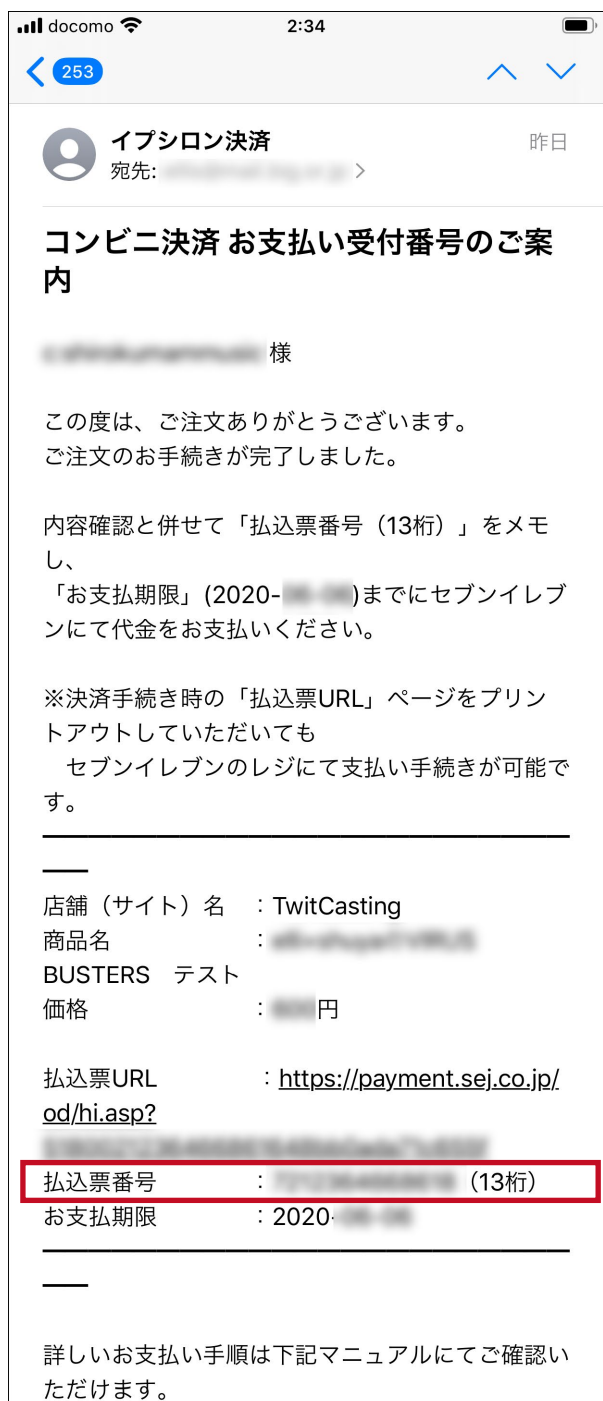 docomo 2:34
253
イプシロン決済 昨日
宛先:
コンビニ決済 お支払い受付番号のご案
内
様
この度は、ご注文ありがとうございます。
ご注文のお手続きが完了しました。
内容確認と併せて「払込票番号（13桁）」をメモ
し、
「お支払期限」(2020- )までにセブンイレブ
ンにて代金をお支払いください。
※決済手続き時の「払込票URL」ページをプリン
トアウトしていただいても
セブンイレブンのレジにて支払い手続きが可能で
す。
店舗（サイト）名 ：TwitCasting
商品名 ：
BUSTERS テスト
価格 ： 円
払込票URL ：https://payment.sej.co.jp/
od/hi.asp?
払込票番号 ： （13桁）
お支払期限 ：2020-
詳しいお支払い手順は下記マニュアルにてご確認い
ただけます。